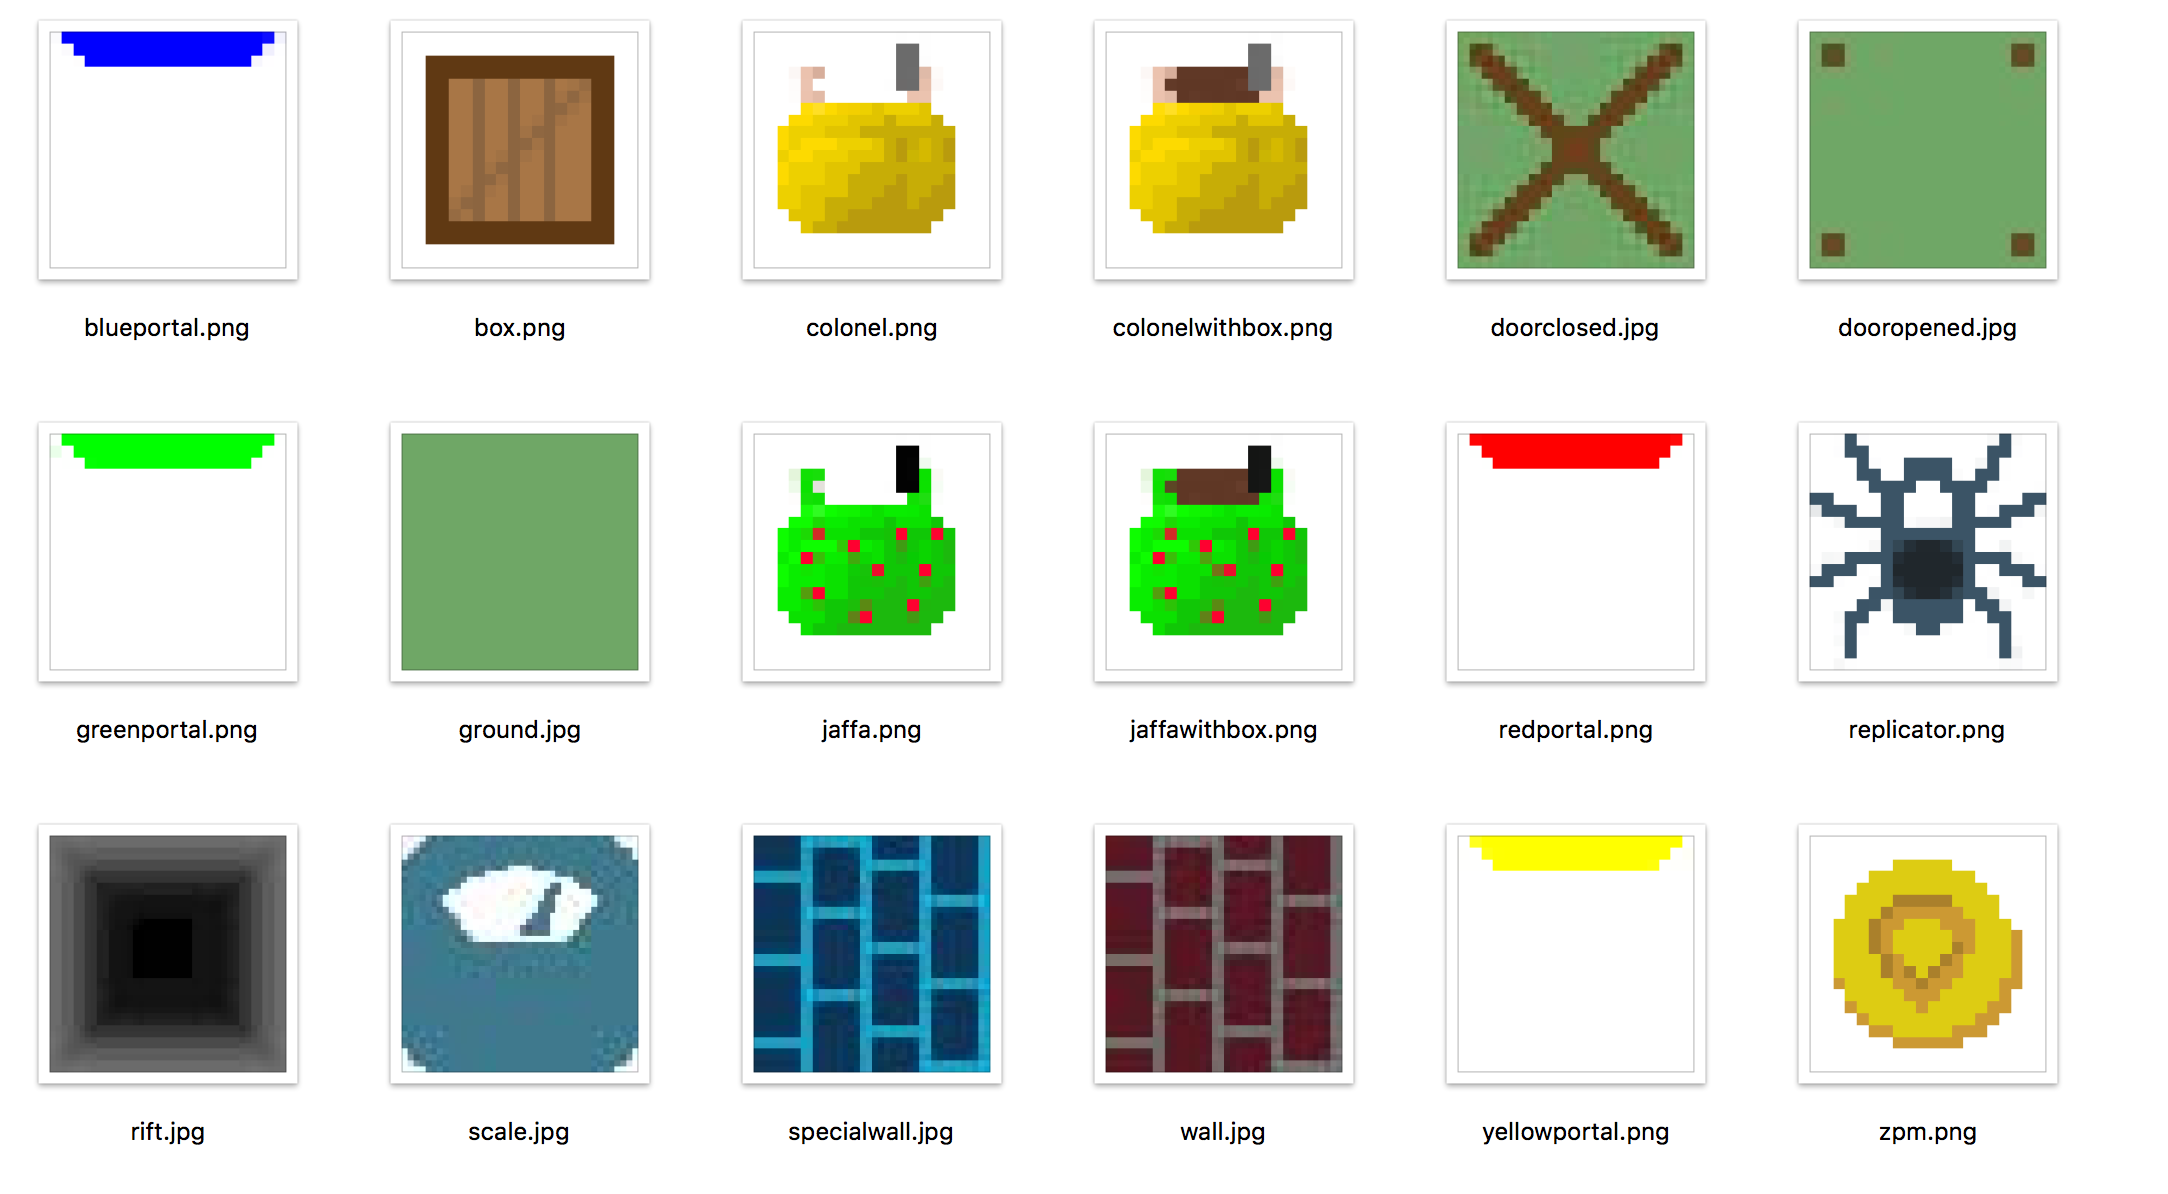 blueportal.png
box.png
colonel.png
colonelwithbox.png
doorclosed.jpg
dooropened.jpg
greenportal.png
ground.jpg
jaffa.png
jaffawithbox.png
redportal.png
replicator.png
rift.jpg
scale.jpg
specialwall.jpg
wall.jpg
yellowportal.png
zpm.png